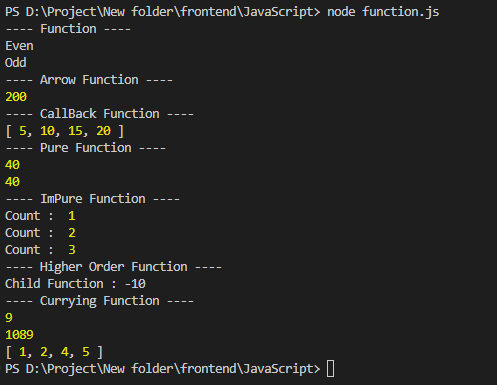 PS D:\Project\New folder\frontend\JavaScript> node function.js
---- Function ----
Even
Odd
---- Arrow Function ----
200
---- CallBack Function ----
[ 5, 10, 15, 20 ]
---- Pure Function ----
40
40
---- ImPure Function ----
Count :  1
Count :  2
Count :  3
---- Higher Order Function ----
Child Function : -10
---- Currying Function ----
9
1089
[ 1, 2, 4, 5 ]
PS D:\Project\New folder\frontend\JavaScript>